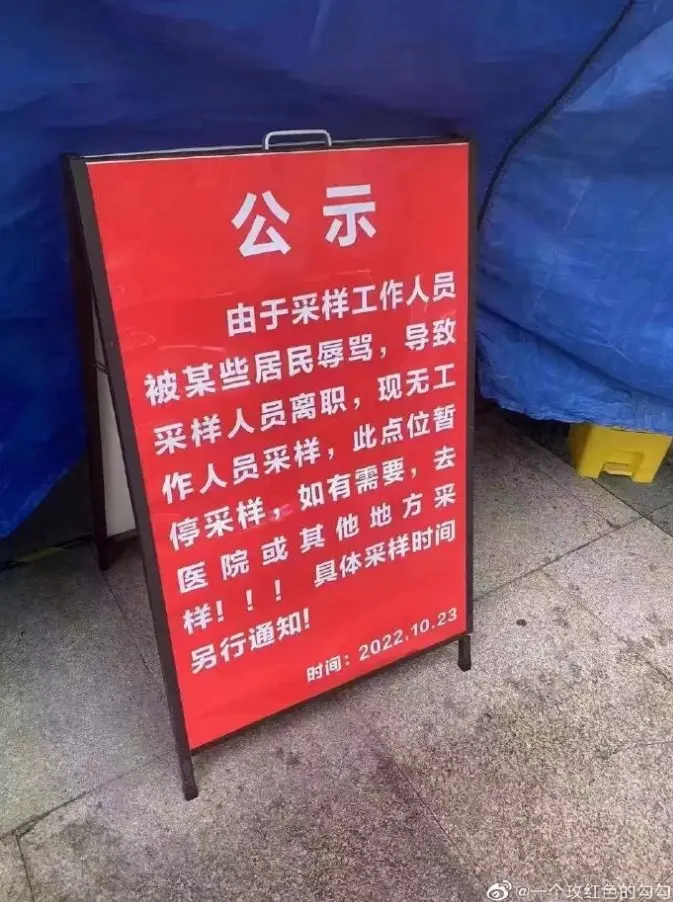 公示
由于采样工作人员
被某些居民辱骂，导致
采样人员离职，现无工
作人员采样，此点位暂
停采样，如有需要，去
医院或其他地方采
样！！！ 具体采样时间
另行通知！
时间：2022.10.23
@一个玫红色的勾勾